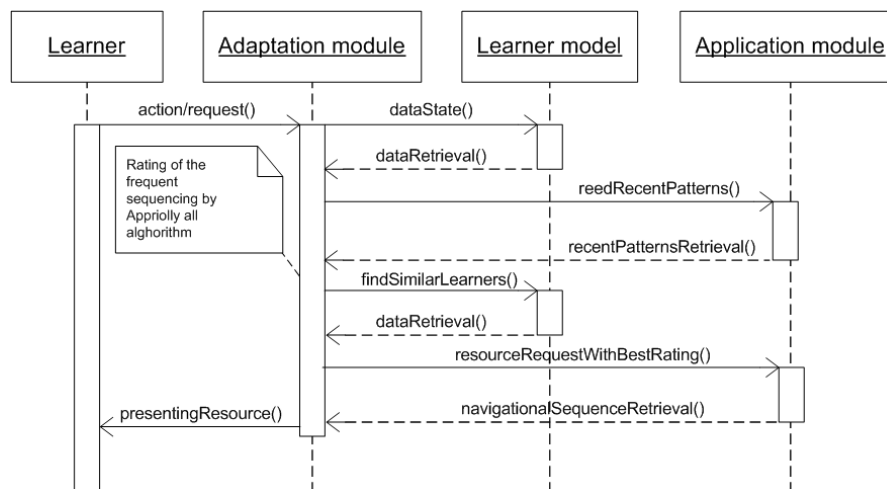 Learner
Adaptation module
Learner model
Application module
action/request()
dataState()
Rating of the
frequent
sequencing by
Appriolly all
alghorithm
dataRetrieval()
reedRecentPatterns()
recentPatternsRetrieval()
findSimilarLearners()
dataRetrieval()
resourceRequestWithBestRating()
presentingResource()
navigationalSequenceRetrieval()